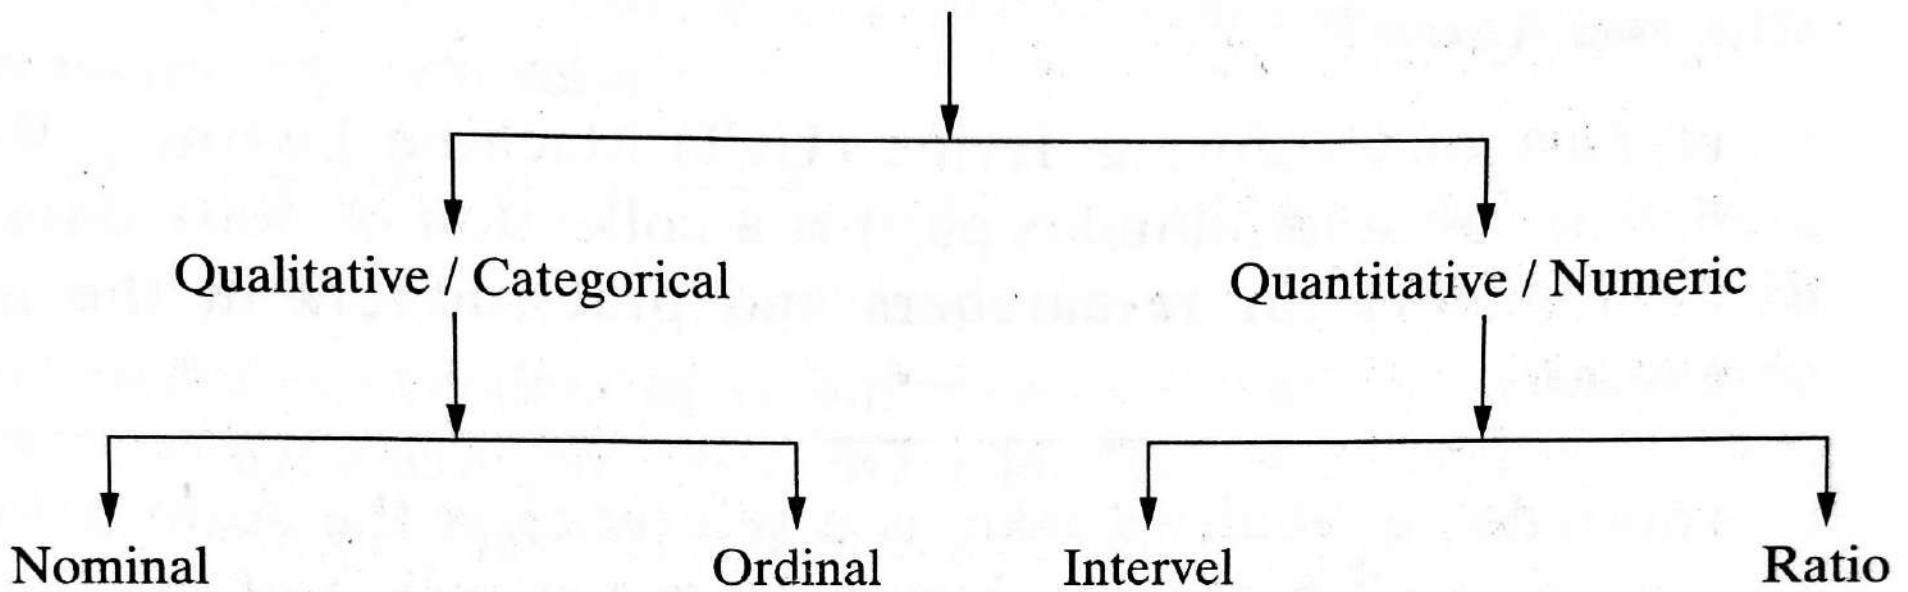 Qualitative / Categorical Quantitative / Numeric
Nominal Ordinal Intervel Ratio